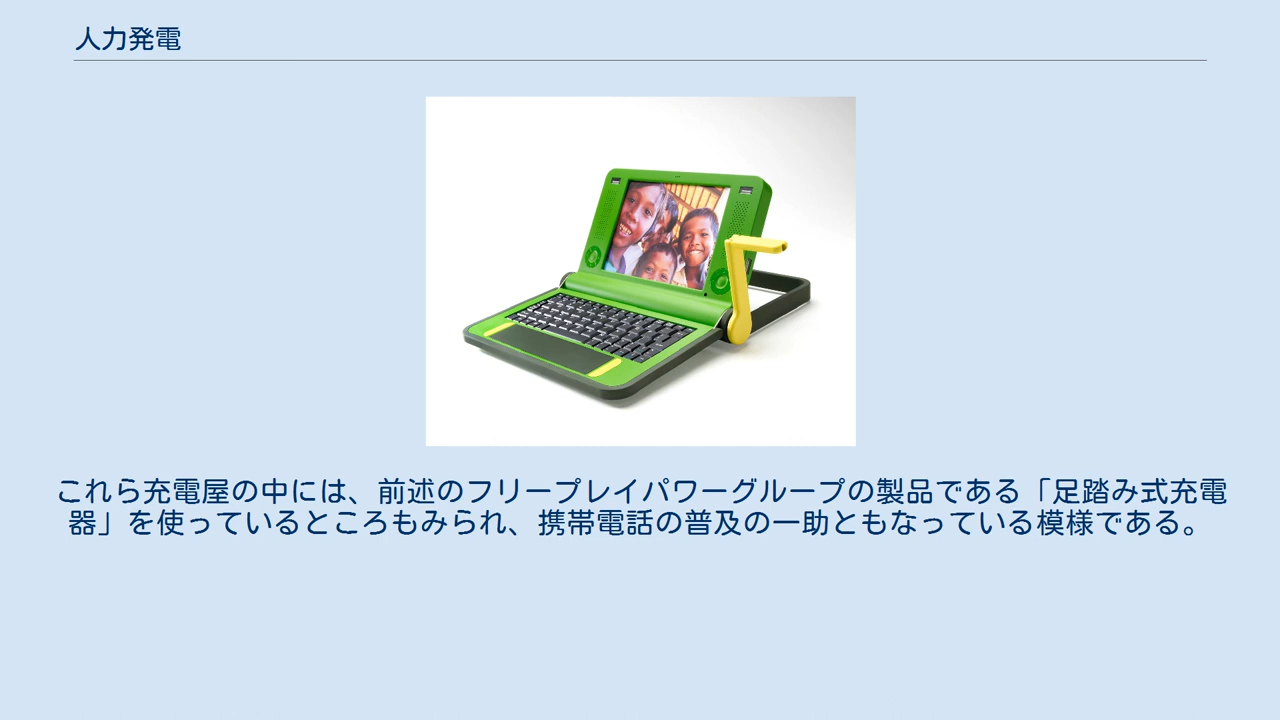 人力発電
これら充電屋の中には、前述のフリープレイパワーグループの製品である「足踏み式充電
器」を使っているところもみられ、携帯電話の普及の一助ともなっている模様である。